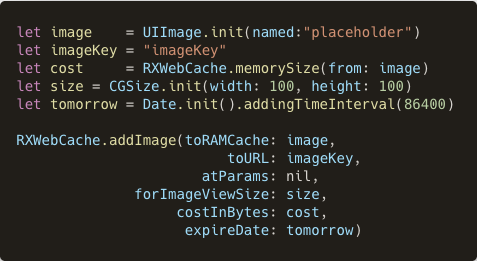 let image    = UIImage.init(named:"placeholder")
let imageKey = "imageKey"
let cost     = RXWebCache.memorySize(from: image)
let size = CGSize.init(width: 100, height: 100)
let tomorrow = Date.init().addingTimeInterval(86400)

RXWebCache.addImage(toRAMCache: image,
                         toURL: imageKey,
                      atParams: nil,
              forImageViewSize: size,
                   costInBytes: cost,
                    expireDate: tomorrow)